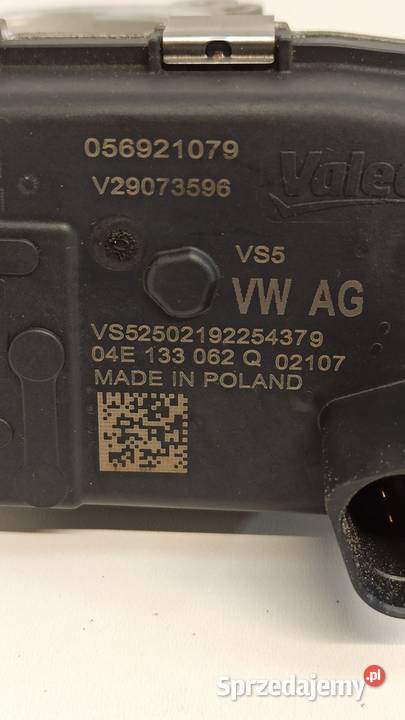 056921079
V29073596
Valeo
VS5
VW AG
VS52502192254379
04E 133 062 Q 02107
MADE IN POLAND
Sprzedajemy.pl